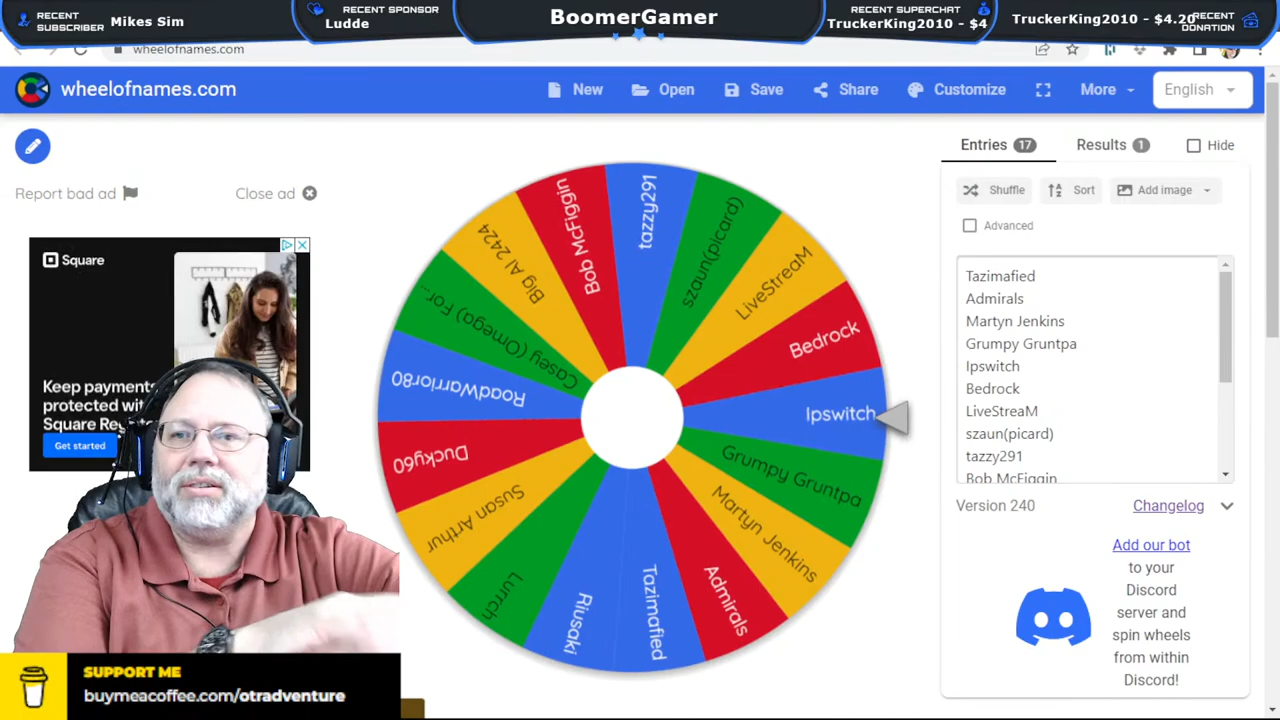 RECENT
SUBSCRIBER
Mikes Sim
RECENT SPONSOR
Ludde
BoomerGamer
RECENT SUPERCHAT
TruckerKing2010 - $4
TruckerKing2010 - $4.20
RECENT
DONATION
wheelofnames.com
wheelofnames.com
New
Open
Save
Share
Customize
More
English
Report bad ad
Close ad
Square
Keep payments
protected wit
Square Re
Get started
tazzy291
szaun(picard)
LiveStreaM
Bedrock
Ipswitch
Grumpy Gruntpa
Martyn Jenkins
Admirals
Tazimafied
Riusaki
Lurrch
Susan Arthur
Ducky60
RoadWarrior80
Casey (Omega) For...
Big Al 2424
Bob McFiggin
Entries 17
Results 1
Hide
Shuffle
Sort
Add image
Advanced
Tazimafied
Admirals
Martyn Jenkins
Grumpy Gruntpa
Ipswitch
Bedrock
LiveStreaM
szaun(picard)
tazzy291
Bob McFiggin
Version 240
Changelog
Add our bot
to your
Discord
server and
spin wheels
from within
Discord!
SUPPORT ME
buymeacoffee.com/otradventure